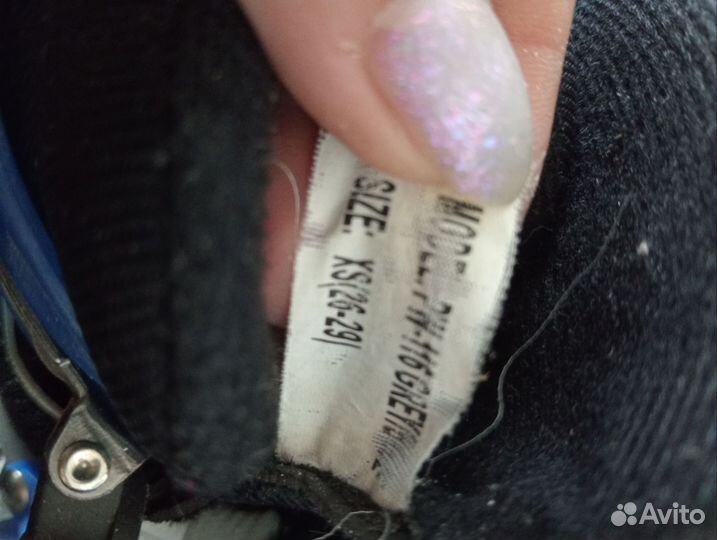 MODEL: PW-116 GREY
SIZE: XS(26-29)
Avito